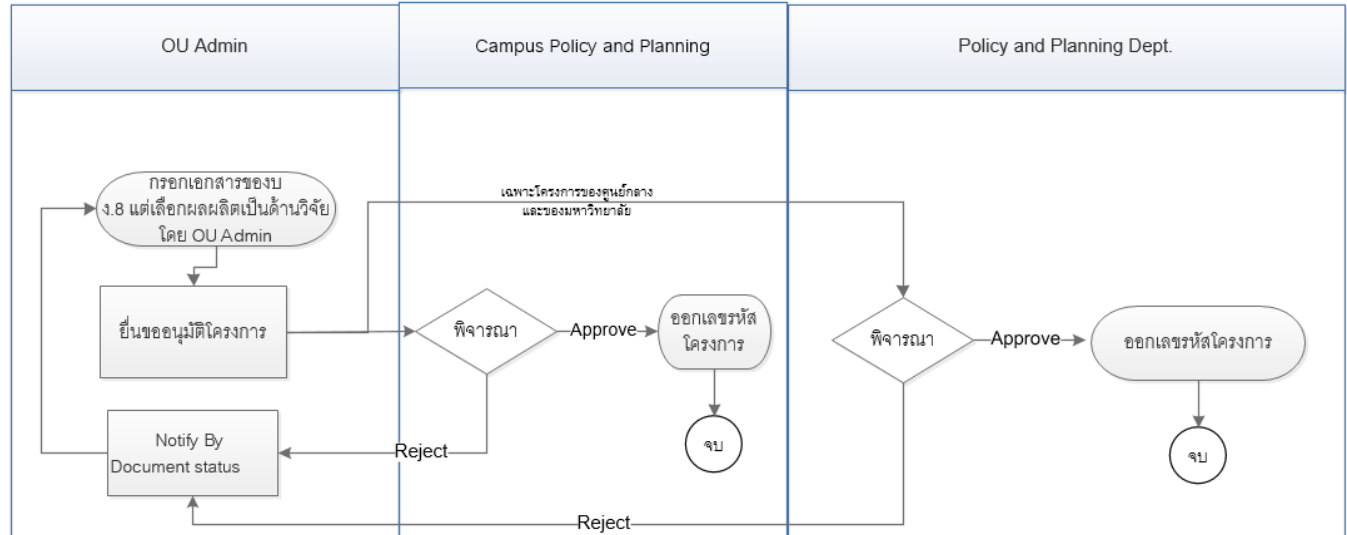 OU Admin
Campus Policy and Planning
Policy and Planning Dept.
กรอกเอกสารของบ
ง.8 แต่เลือกผลผลิตเป็นด้านวิจัย
โดย OU Admin
เฉพาะโครงการของศูนย์กลาง
และของมหาวิทยาลัย
ยื่นขออนุมัติโครงการ
พิจารณา
Approve
ออกเลขรหัส
โครงการ
พิจารณา
Approve
ออกเลขรหัสโครงการ
Notify By
Document status
Reject
จบ
จบ
Reject